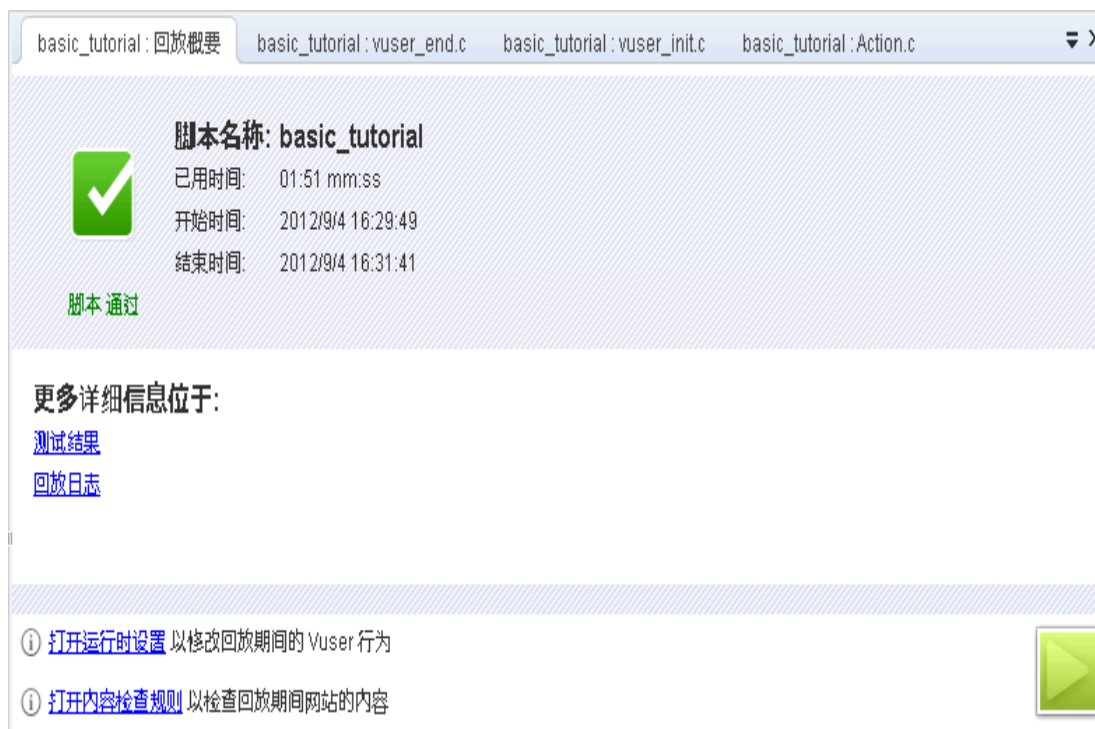 basic_tutorial : 回放概要 basic_tutorial : vuser_end.c basic_tutorial : vuser_init.c basic_tutorial : Action.c
脚本名称: basic_tutorial
已用时间: 01:51 mm:ss
开始时间: 2012/9/4 16:29:49
结束时间: 2012/9/4 16:31:41
脚本 通过
更多详细信息位于:
测试结果
回放日志
打开运行时设置 以修改回放期间的 Vuser 行为
打开内容检查规则 以检查回放期间网站的内容